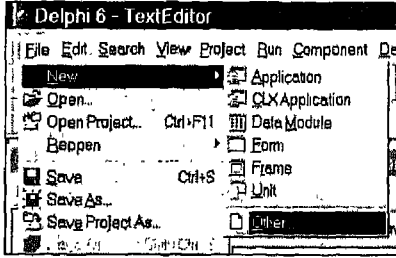 Delphi 6 - TextEditor
File Edit Search View Project Run Component De
New
Application
Open...
CLX Application
Open Project... Ctrl+F11
Data Module
Reopen
Form
Frame
Save Ctrl+S
Unit
Save As...
Save Project As...
Other...